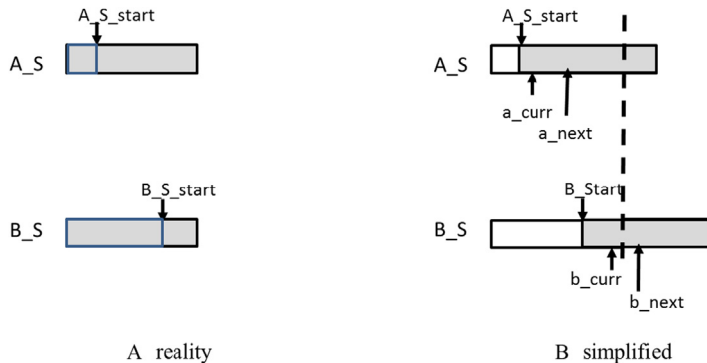 A_S_start
A_S
B_S_start
B_S
A reality
A_S_start
A_S
a_curr
a_next
B_Start
B_S
b_curr
b_next
B simplified